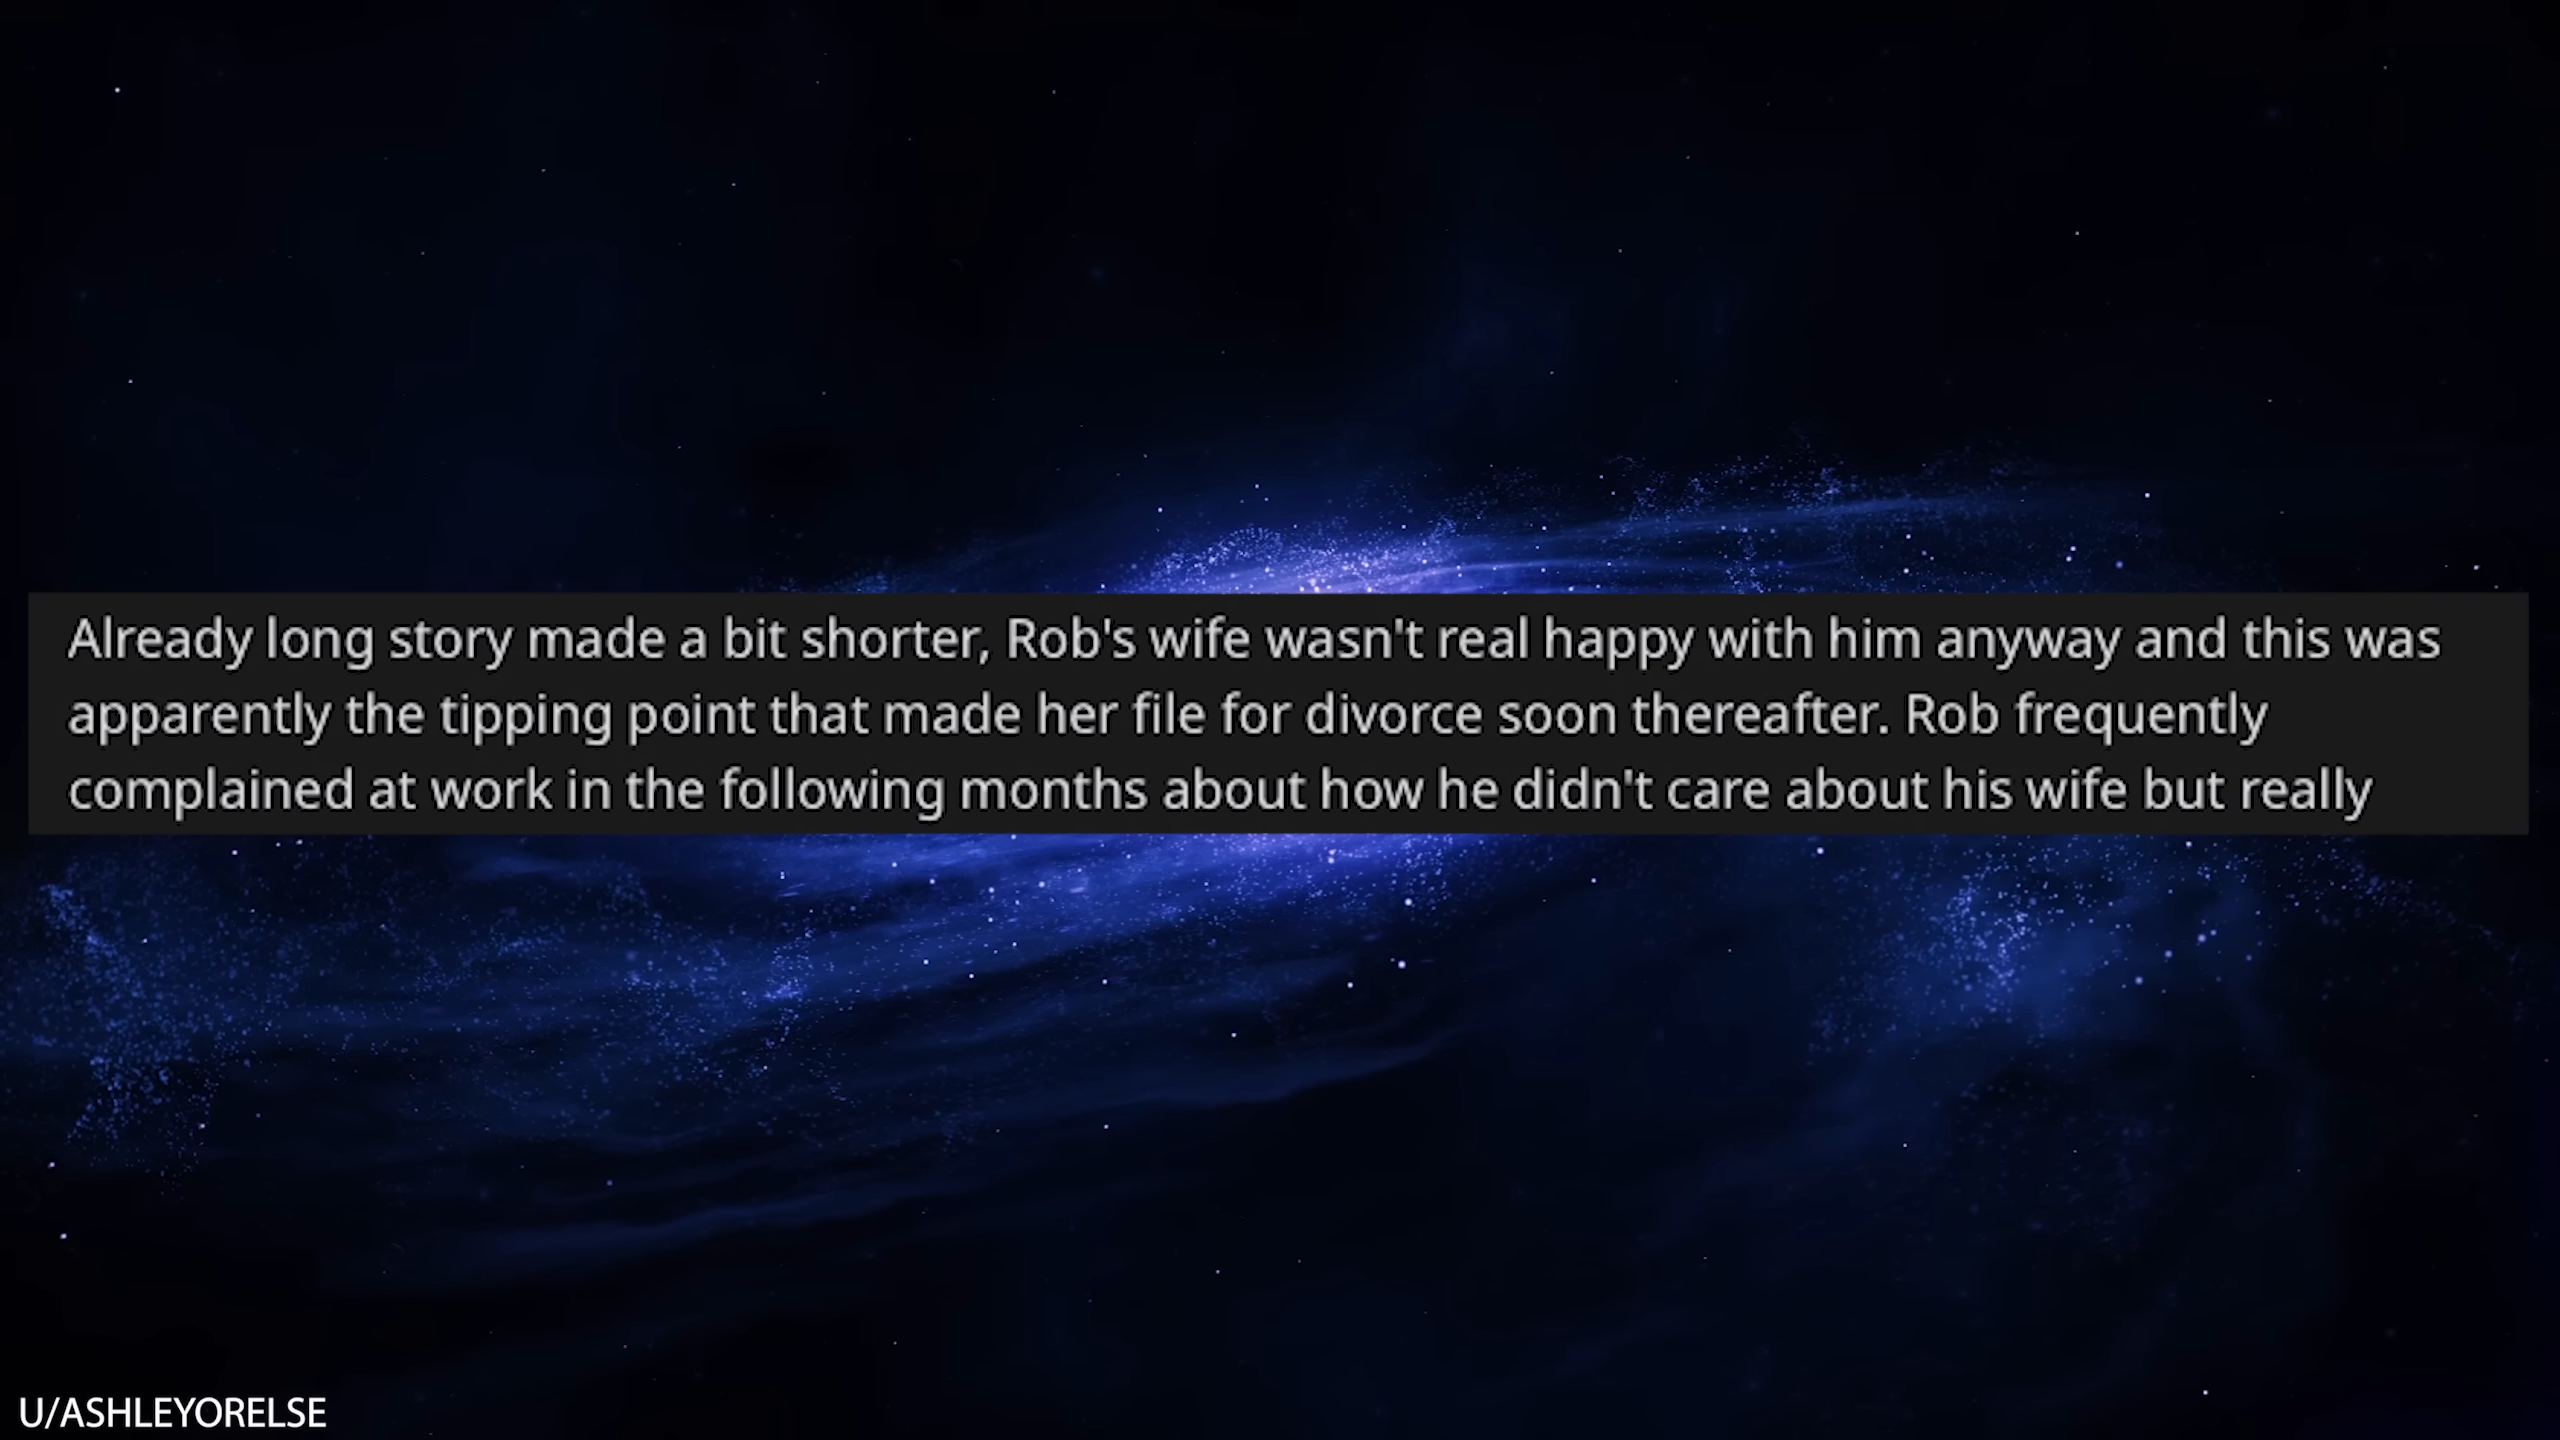 Already long story made a bit shorter, Rob's wife wasn't real happy with him anyway and this was
apparently the tipping point that made her file for divorce soon thereafter. Rob frequently
complained at work in the following months about how he didn't care about his wife but really
U/ASHLEYORELSE